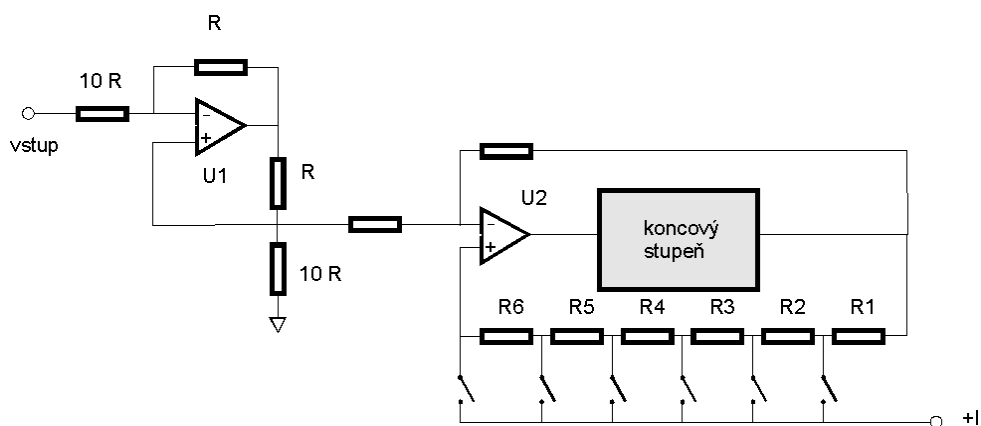 R
10 R
vstup
-
+
U1
R
10 R
U2
-
+
koncový
stupeň
R6 R5 R4 R3 R2 R1
+I